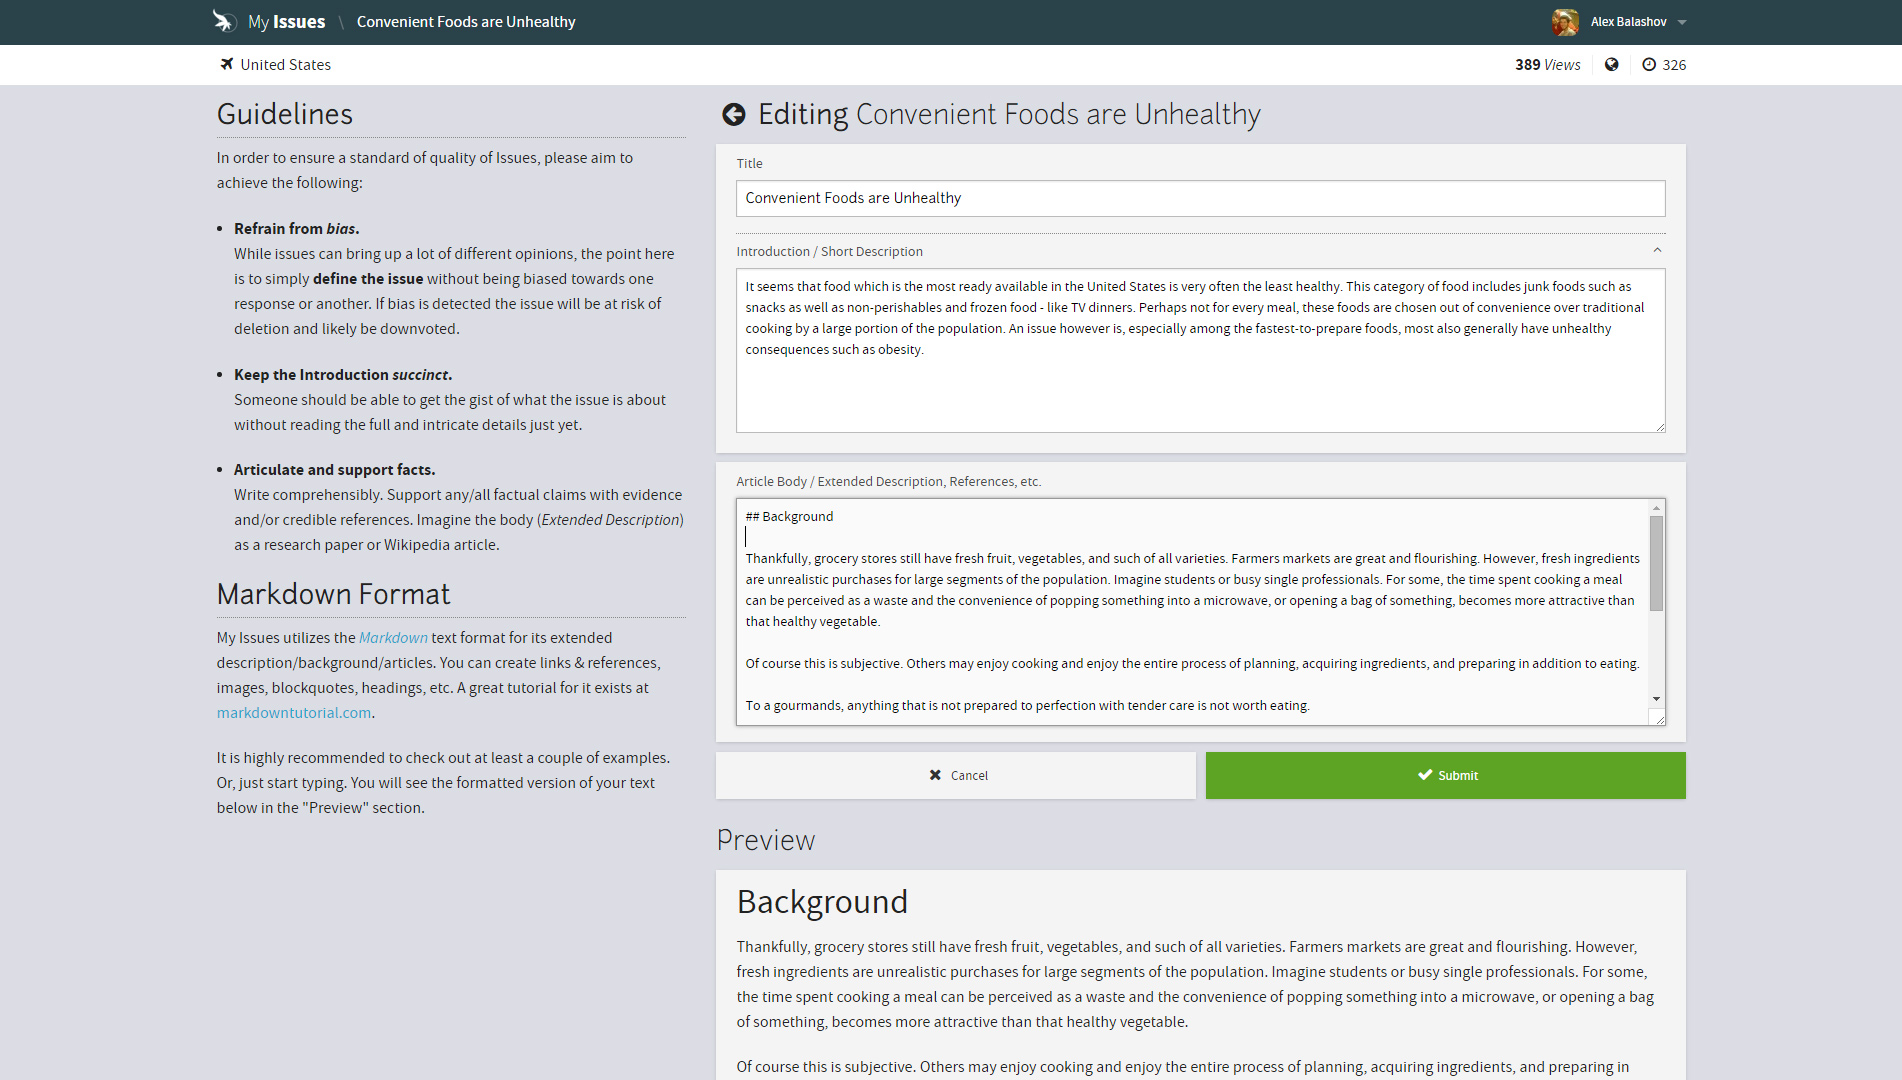 My Issues \ Convenient Foods are Unhealthy
Alex Balashov
United States
389 Views
326
Guidelines
In order to ensure a standard of quality of Issues, please aim to
achieve the following:
• Refrain from bias.
While issues can bring up a lot of different opinions, the point here
is to simply define the issue without being biased towards one
response or another. If bias is detected the issue will be at risk of
deletion and likely be downvoted.
• Keep the Introduction succinct.
Someone should be able to get the gist of what the issue is about
without reading the full and intricate details just yet.
• Articulate and support facts.
Write comprehensibly. Support any/all factual claims with evidence
and/or credible references. Imagine the body (Extended Description)
as a research paper or Wikipedia article.
Markdown Format
My Issues utilizes the Markdown text format for its extended
description/background/articles. You can create links & references,
images, blockquotes, headings, etc. A great tutorial for it exists at
markdowntutorial.com.
It is highly recommended to check out at least a couple of examples.
Or, just start typing. You will see the formatted version of your text
below in the "Preview" section.
Editing Convenient Foods are Unhealthy
Title
Convenient Foods are Unhealthy
Introduction / Short Description
It seems that food which is the most ready available in the United States is very often the least healthy. This category of food includes junk foods such as
snacks as well as non-perishables and frozen food - like TV dinners. Perhaps not for every meal, these foods are chosen out of convenience over traditional
cooking by a large portion of the population. An issue however is, especially among the fastest-to-prepare foods, most also generally have unhealthy
consequences such as obesity.
Article Body / Extended Description, References, etc.
## Background
Thankfully, grocery stores still have fresh fruit, vegetables, and such of all varieties. Farmers markets are great and flourishing. However, fresh ingredients
are unrealistic purchases for large segments of the population. Imagine students or busy single professionals. For some, the time spent cooking a meal
can be perceived as a waste and the convenience of popping something into a microwave, or opening a bag of something, becomes more attractive than
that healthy vegetable.
Of course this is subjective. Others may enjoy cooking and enjoy the entire process of planning, acquiring ingredients, and preparing in addition to eating.
To a gourmands, anything that is not prepared to perfection with tender care is not worth eating.
Cancel
Submit
Preview
Background
Thankfully, grocery stores still have fresh fruit, vegetables, and such of all varieties. Farmers markets are great and flourishing. However,
fresh ingredients are unrealistic purchases for large segments of the population. Imagine students or busy single professionals. For some,
the time spent cooking a meal can be perceived as a waste and the convenience of popping something into a microwave, or opening a bag
of something, becomes more attractive than that healthy vegetable.
Of course this is subjective. Others may enjoy cooking and enjoy the entire process of planning, acquiring ingredients, and preparing in